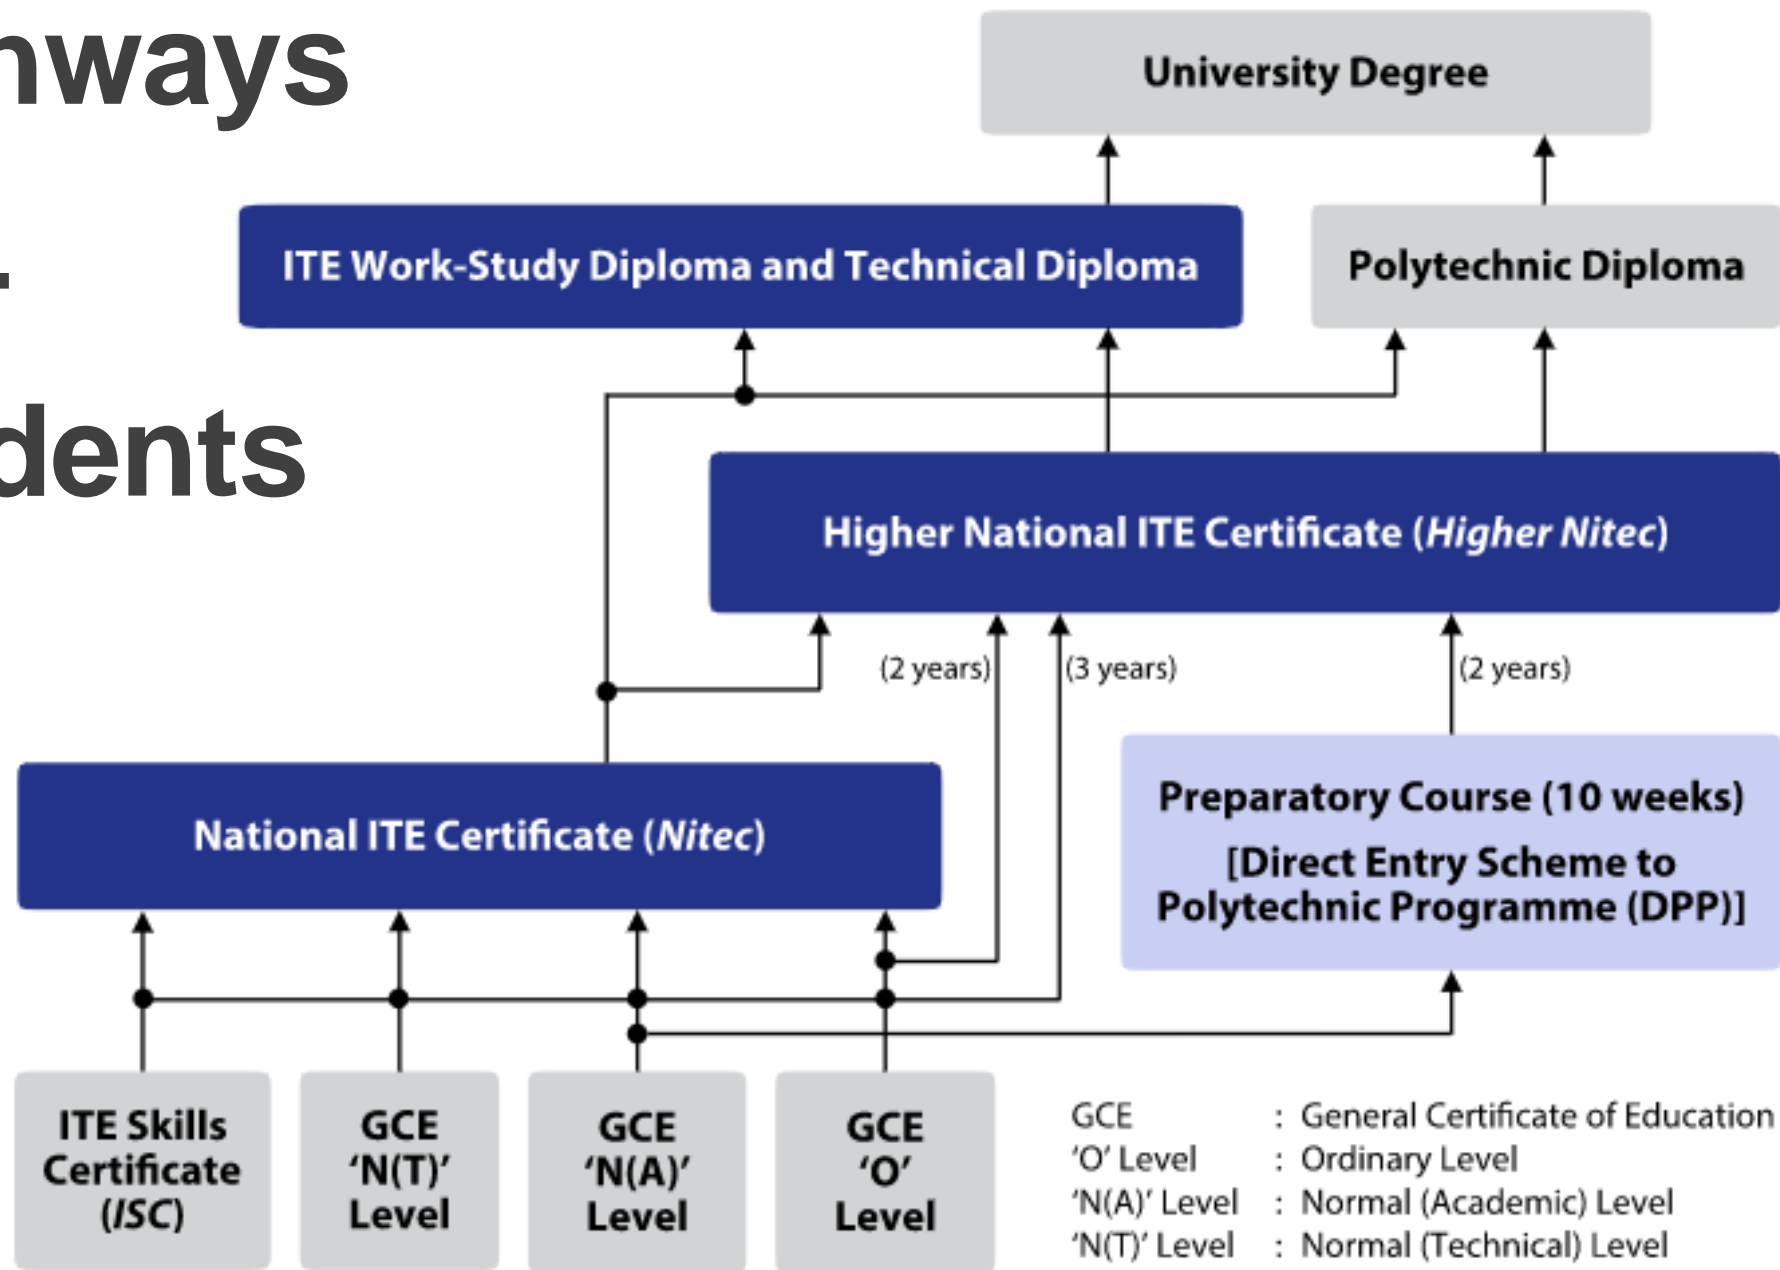 University Degree
ITE Work-Study Diploma and Technical Diploma
Polytechnic Diploma
Higher National ITE Certificate (Higher Nitec)
(2 years)
(3 years)
(2 years)
National ITE Certificate (Nitec)
Preparatory Course (10 weeks)
[Direct Entry Scheme to
Polytechnic Programme (DPP)]
ITE Skills
Certificate
(ISC)
GCE
‘N(T)’
Level
GCE
‘N(A)’
Level
GCE
‘O’
Level
GCE : General Certificate of Education
‘O’ Level : Ordinary Level
‘N(A)’ Level : Normal (Academic) Level
‘N(T)’ Level : Normal (Technical) Level